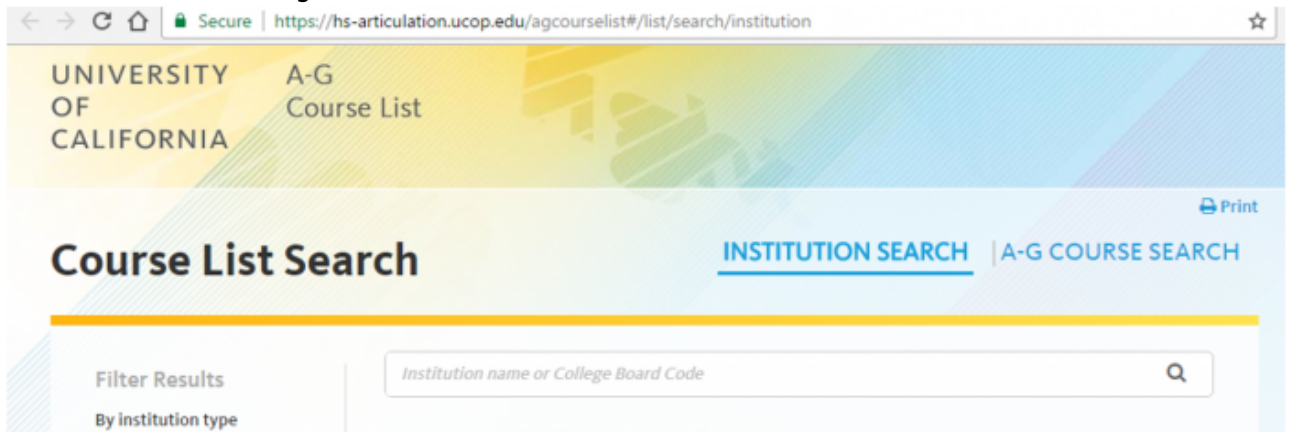 Secure | https://hs-articulation.ucop.edu/agcourselist#/list/search/institution
UNIVERSITY
OF
CALIFORNIA
A-G
Course List
Print
Course List Search
INSTITUTION SEARCH | A-G COURSE SEARCH
Filter Results
Institution name or College Board Code
By institution type